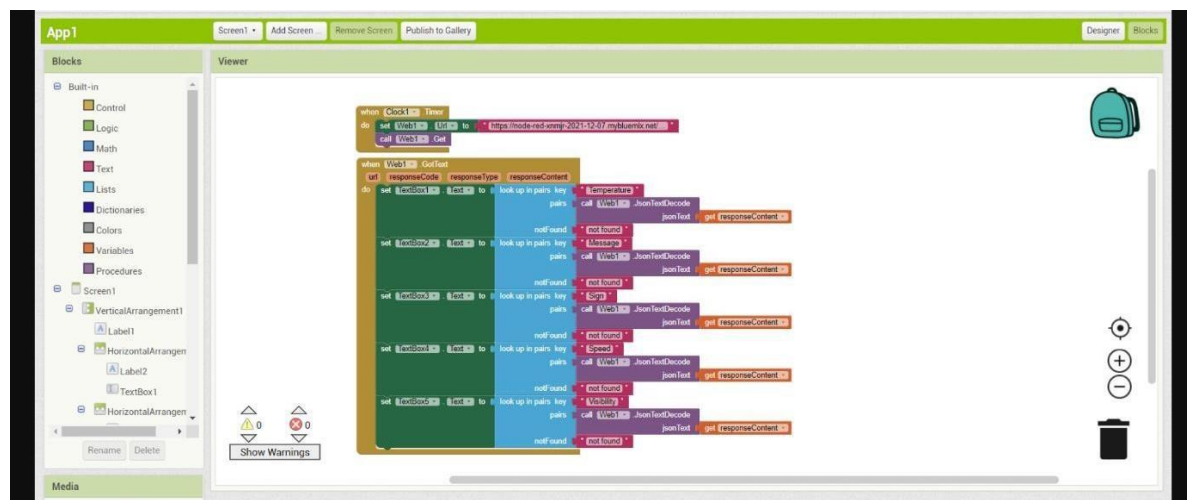 App1 Screen1 Add Screen ... Remove Screen Publish to Gallery Designer Blocks
Blocks
Built-in
Control
Logic
Math
Text
Lists
Dictionaries
Colors
Variables
Procedures
Screen1
VerticalArrangement1
Label1
HorizontalArrangen
Label2
TextBox1
HorizontalArrangen
Rename Delete
Media
Viewer
when Clock1 Timer
do set Web1 . Url to " https://node-red-xnmjr-2021-12-07.mybluemix.net/ "
call Web1 .Get
when Web1 .GotText
url responseCode responseType responseContent
do set TextBox1 . Text to look up in pairs key " Temperature "
pairs call Web1 .JsonTextDecode
jsonText get responseContent
notFound " not found "
set TextBox2 . Text to look up in pairs key " Message "
pairs call Web1 .JsonTextDecode
jsonText get responseContent
notFound " not found "
set TextBox3 . Text to look up in pairs key " Sign "
pairs call Web1 .JsonTextDecode
jsonText get responseContent
notFound " not found "
set TextBox4 . Text to look up in pairs key " Speed "
pairs call Web1 .JsonTextDecode
jsonText get responseContent
notFound " not found "
set TextBox5 . Text to look up in pairs key " Visibility "
pairs call Web1 .JsonTextDecode
jsonText get responseContent
notFound " not found "
0 0
Show Warnings